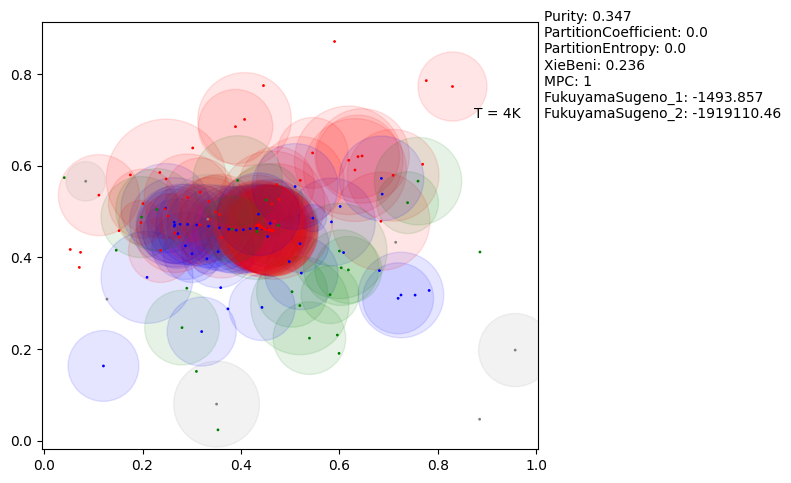 Purity: 0.347
PartitionCoefficient: 0.0
PartitionEntropy: 0.0
XieBeni: 0.236
MPC: 1
FukuyamaSugeno_1: -1493.857
FukuyamaSugeno_2: -1919110.46
T = 4K
0.8
0.6
0.4
0.2
0.0
0.0 0.2 0.4 0.6 0.8 1.0